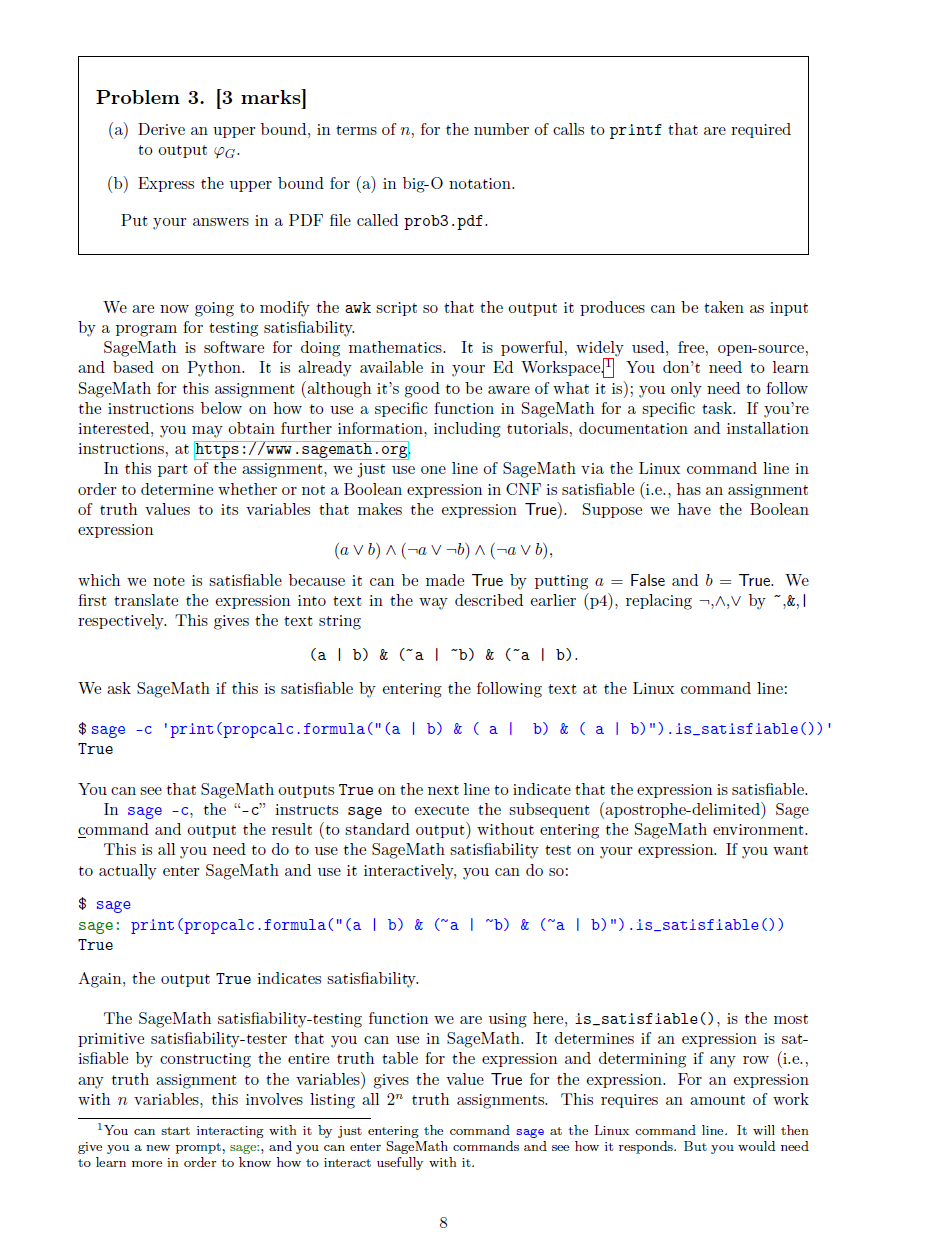 Problem 3. [3 marks]
(a) Derive an upper bound, in terms of n, for the number of calls to printf that are required
to output φG.
(b) Express the upper bound for (a) in big-O notation.
Put your answers in a PDF file called prob3.pdf.
We are now going to modify the awk script so that the output it produces can be taken as input
by a program for testing satisfiability.
SageMath is software for doing mathematics. It is powerful, widely used, free, open-source,
and based on Python. It is already available in your Ed Workspace.1 You don't need to learn
SageMath for this assignment (although it's good to be aware of what it is); you only need to follow
the instructions below on how to use a specific function in SageMath for a specific task. If you're
interested, you may obtain further information, including tutorials, documentation and installation
instructions, at https://www.sagemath.org.
In this part of the assignment, we just use one line of SageMath via the Linux command line in
order to determine whether or not a Boolean expression in CNF is satisfiable (i.e., has an assignment
of truth values to its variables that makes the expression True). Suppose we have the Boolean
expression
(a ∨ b) ∧ (¬a ∨ ¬b) ∧ (¬a ∨ b),
which we note is satisfiable because it can be made True by putting a = False and b = True. We
first translate the expression into text in the way described earlier (p4), replacing ¬,∧,∨ by ~,&,|
respectively. This gives the text string
(a | b) & (~a | ~b) & (~a | b).
We ask SageMath if this is satisfiable by entering the following text at the Linux command line:
$ sage -c 'print(propcalc.formula("(a | b) & ( a |  b) & ( a | b)").is_satisfiable())'
True
You can see that SageMath outputs True on the next line to indicate that the expression is satisfiable.
In sage -c, the “-c” instructs sage to execute the subsequent (apostrophe-delimited) Sage
command and output the result (to standard output) without entering the SageMath environment.
This is all you need to do to use the SageMath satisfiability test on your expression. If you want
to actually enter SageMath and use it interactively, you can do so:
$ sage
sage: print(propcalc.formula("(a | b) & (~a | ~b) & (~a | b)").is_satisfiable())
True
Again, the output True indicates satisfiability.
The SageMath satisfiability-testing function we are using here, is_satisfiable(), is the most
primitive satisfiability-tester that you can use in SageMath. It determines if an expression is sat-
isfiable by constructing the entire truth table for the expression and determining if any row (i.e.,
any truth assignment to the variables) gives the value True for the expression. For an expression
with n variables, this involves listing all 2^n truth assignments. This requires an amount of work
1You can start interacting with it by just entering the command sage at the Linux command line. It will then
give you a new prompt, sage:, and you can enter SageMath commands and see how it responds. But you would need
to learn more in order to know how to interact usefully with it.
8